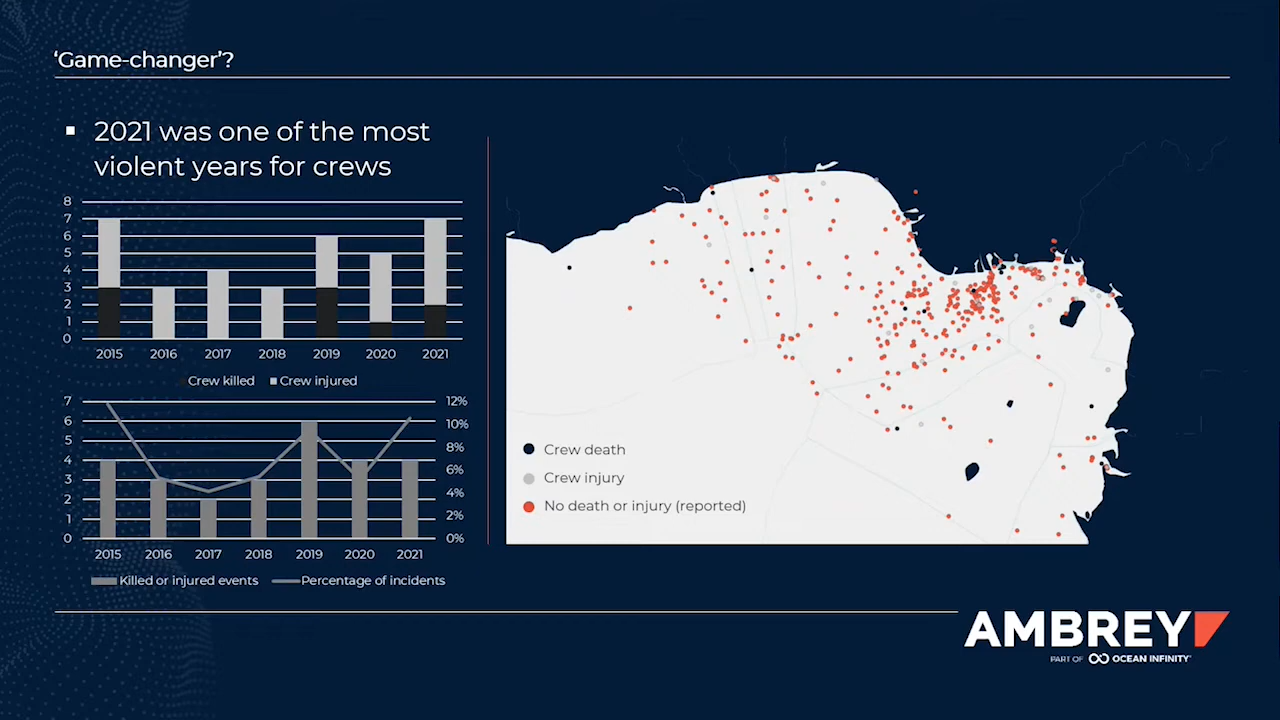 ‘Game-changer’?
▪ 2021 was one of the most
violent years for crews
8
7
6
5
4
3
2
1
0
2015 2016 2017 2018 2019 2020 2021
Crew killed Crew injured
7
6
5
4
3
2
1
0
12%
10%
8%
6%
4%
2%
0%
2015 2016 2017 2018 2019 2020 2021
Killed or injured events Percentage of incidents
Crew death
Crew injury
No death or injury (reported)
AMBREY
PART OF OCEAN INFINITY